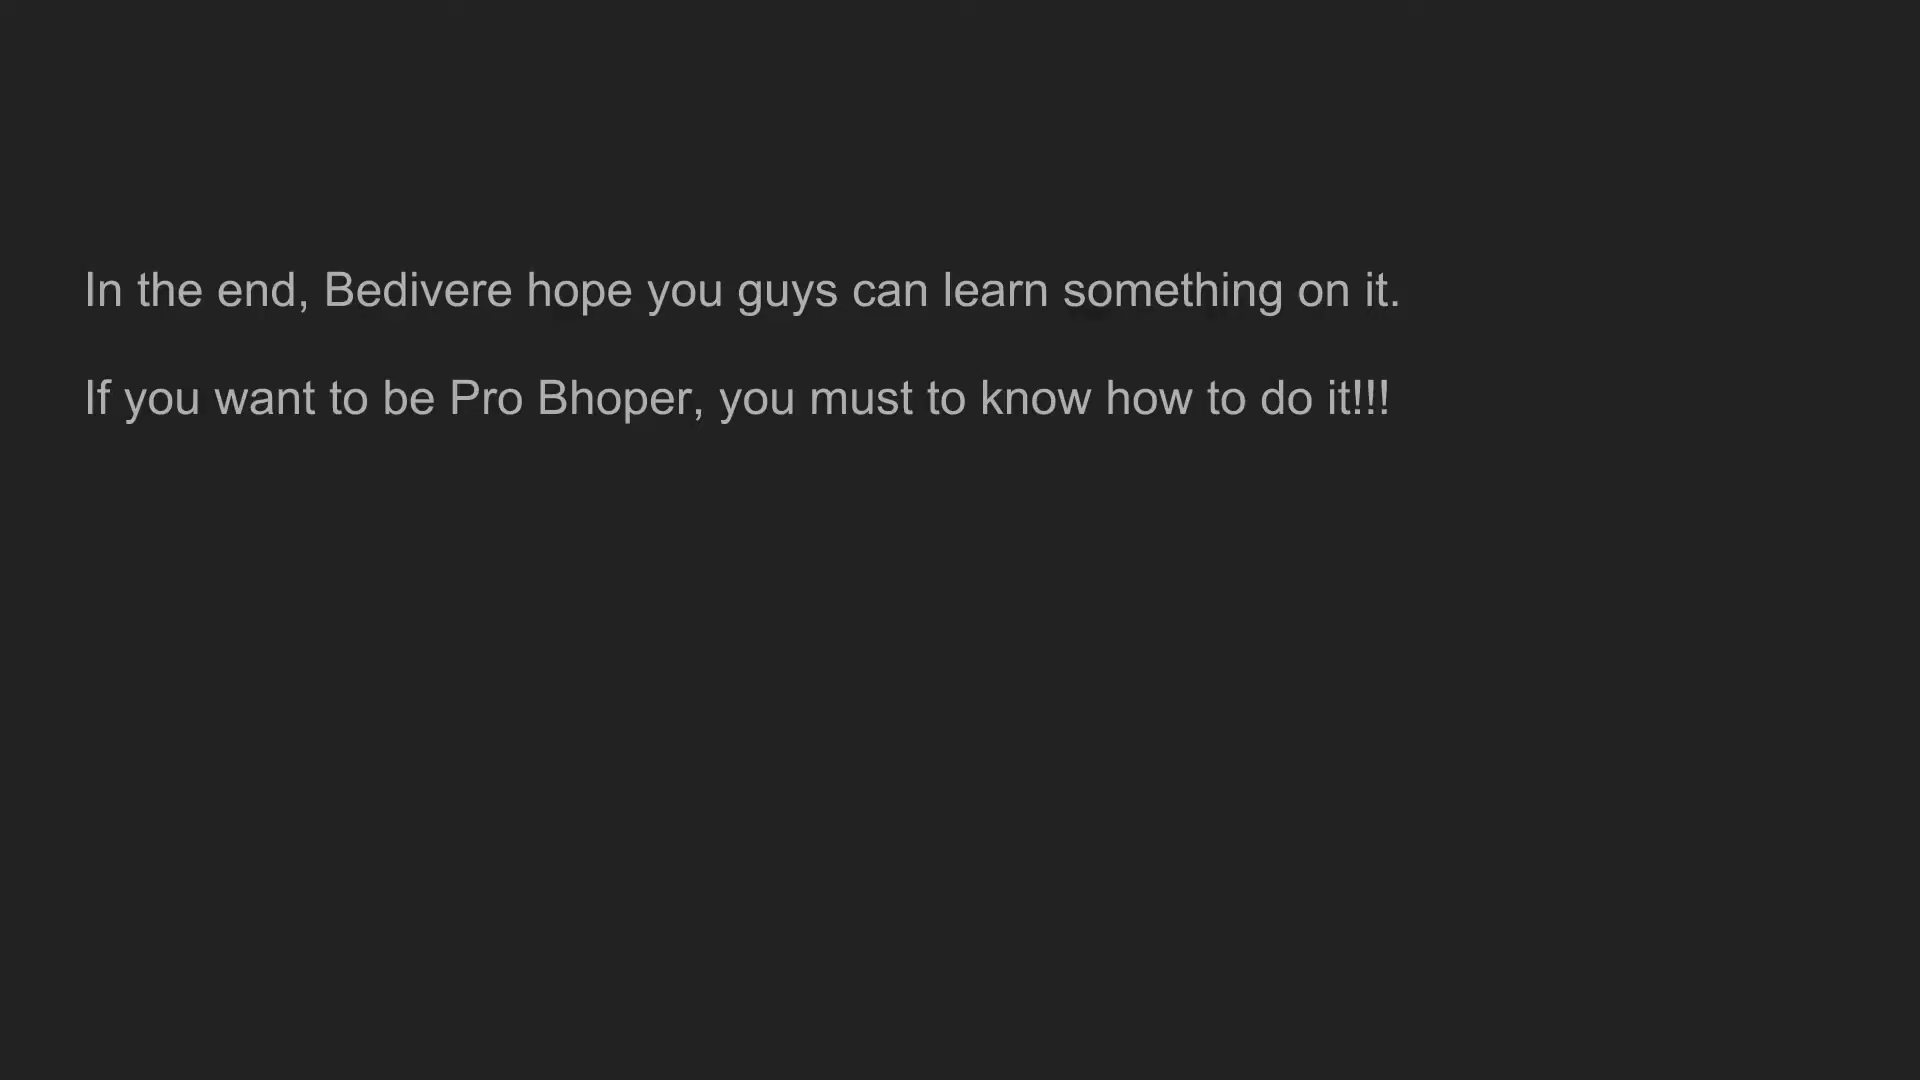 In the end, Bedivere hope you guys can learn something on it.
If you want to be Pro Bhoper, you must to know how to do it!!!